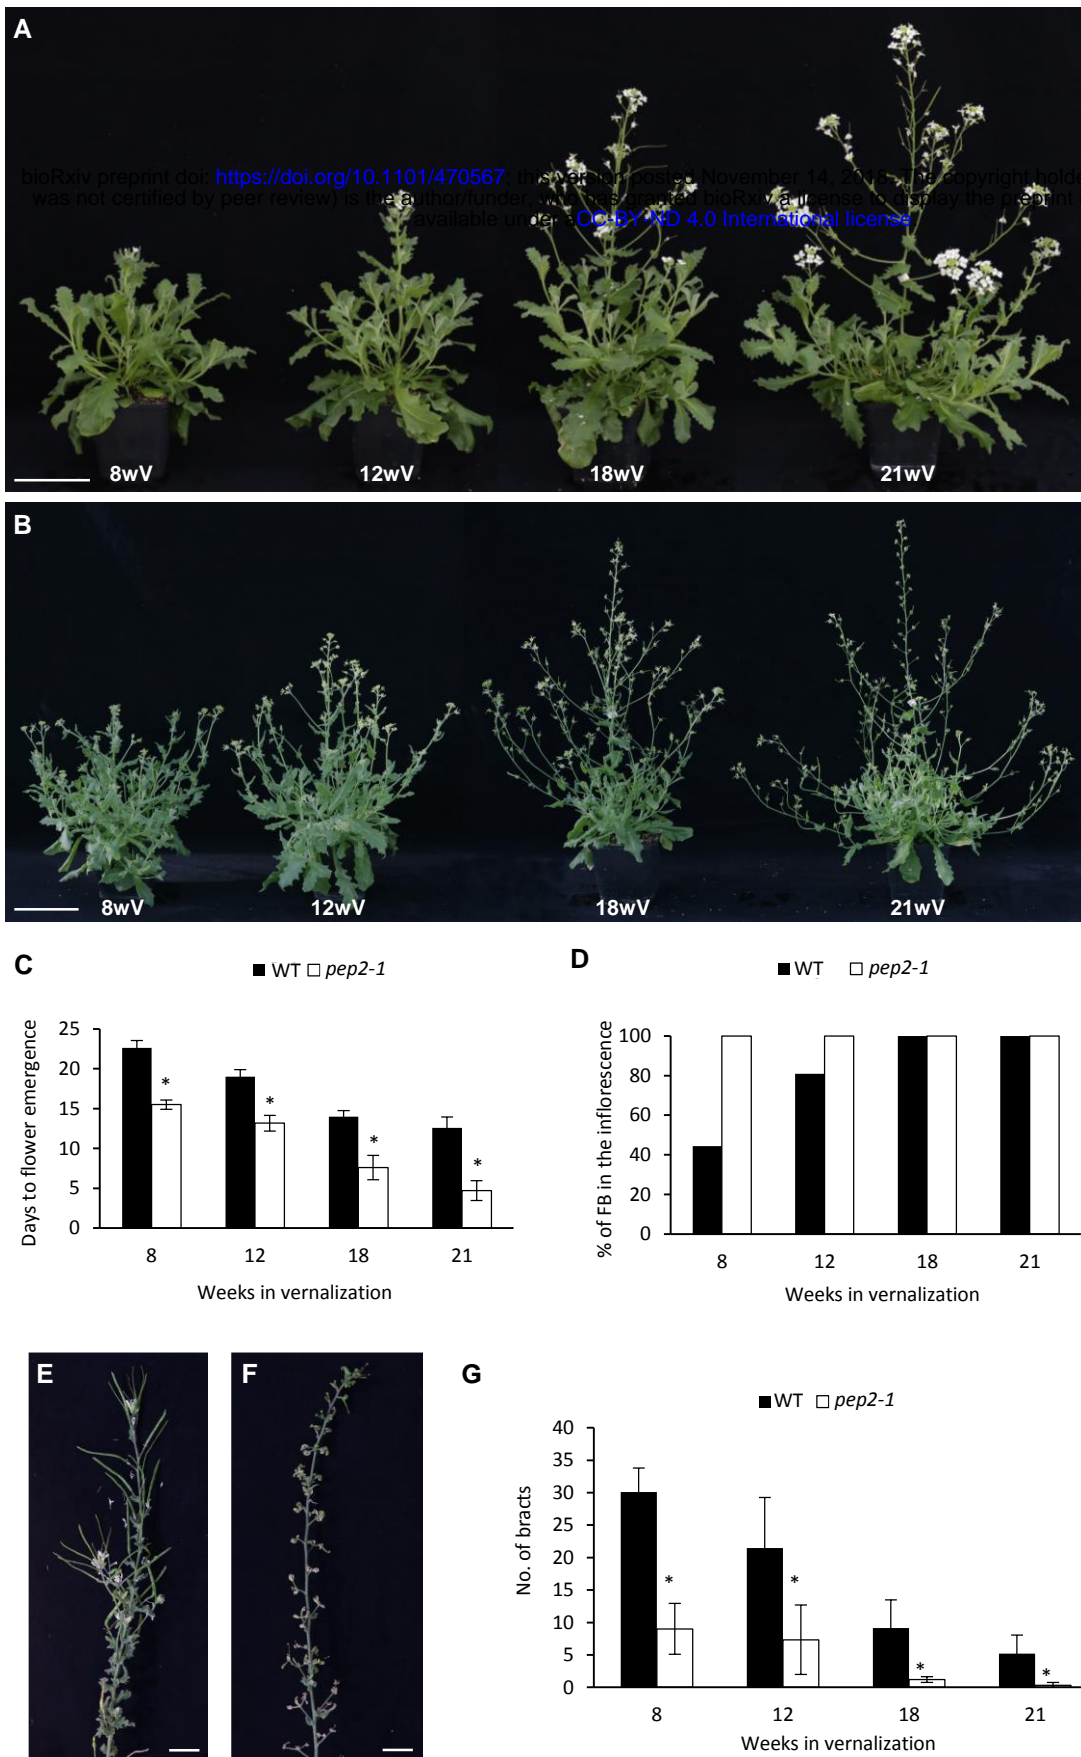 A
bioRxiv preprint doi: https://doi.org/10.1101/470567; this version posted November 14, 2018. The copyright holde
was not certified by peer review) is the author/funder, who has granted bioRxiv a license to display the preprint
available under aCC-BY-ND 4.0 International license
8wV 12wV 18wV 21wV
B
8wV 12wV 18wV 21wV
C
WT pep2-1
Days to flower emergence
25
20
15
10
5
0
* * * *
8 12 18 21
Weeks in vernalization
D
WT pep2-1
% of FB in the inflorescence
100
80
60
40
20
0
8 12 18 21
Weeks in vernalization
E
F
G
WT pep2-1
No. of bracts
40
35
30
25
20
15
10
5
0
* * * *
8 12 18 21
Weeks in vernalization